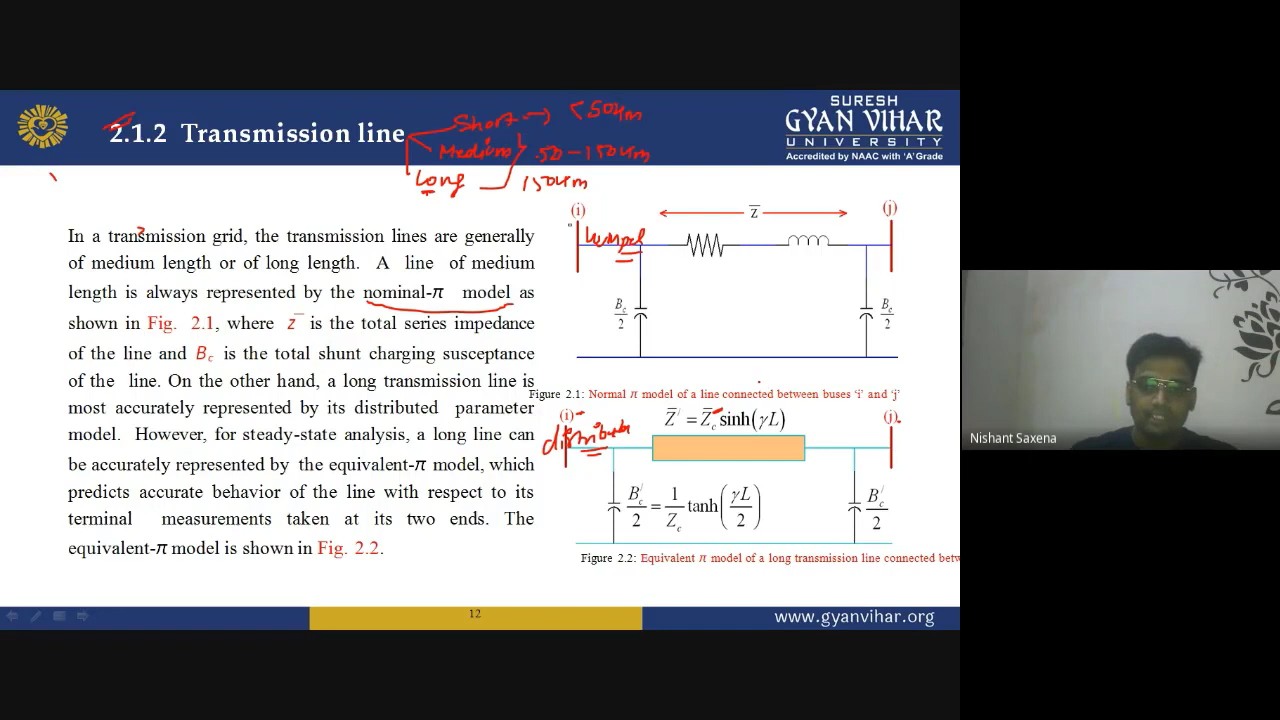 2.1.2 Transmission line
Short → <50km
Medium 50-150km
Long 150km
SURESH
GYAN VIHAR
UNIVERSITY
Accredited by NAAC with 'A' Grade
In a transmission grid, the transmission lines are generally
of medium length or of long length. A line of medium
length is always represented by the nominal-π model as
shown in Fig. 2.1, where z̅ is the total series impedance
of the line and Bc is the total shunt charging susceptance
of the line. On the other hand, a long transmission line is
most accurately represented by its distributed parameter
model. However, for steady-state analysis, a long line can
be accurately represented by the equivalent-π model, which
predicts accurate behavior of the line with respect to its
terminal measurements taken at its two ends. The
equivalent-π model is shown in Fig. 2.2.
(i) z̅ (j)
lumped
Bc/2 Bc/2
Figure 2.1: Normal π model of a line connected between buses 'i' and 'j'
(i) Z̅′ = Z̅c sinh(γL) (j)
distribute
B′c/2 = 1/Zc tanh(γL/2) B′c/2
Figure 2.2: Equivalent π model of a long transmission line connected betw
12
www.gyanvihar.org
Nishant Saxena